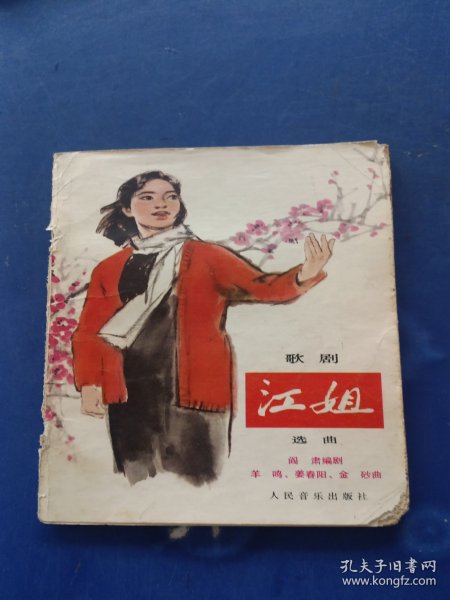 歌剧
江姐
选曲
阎肃编剧
羊鸣、姜春阳、金砂曲
人民音乐出版社
孔夫子旧书网
www.kongfz.com